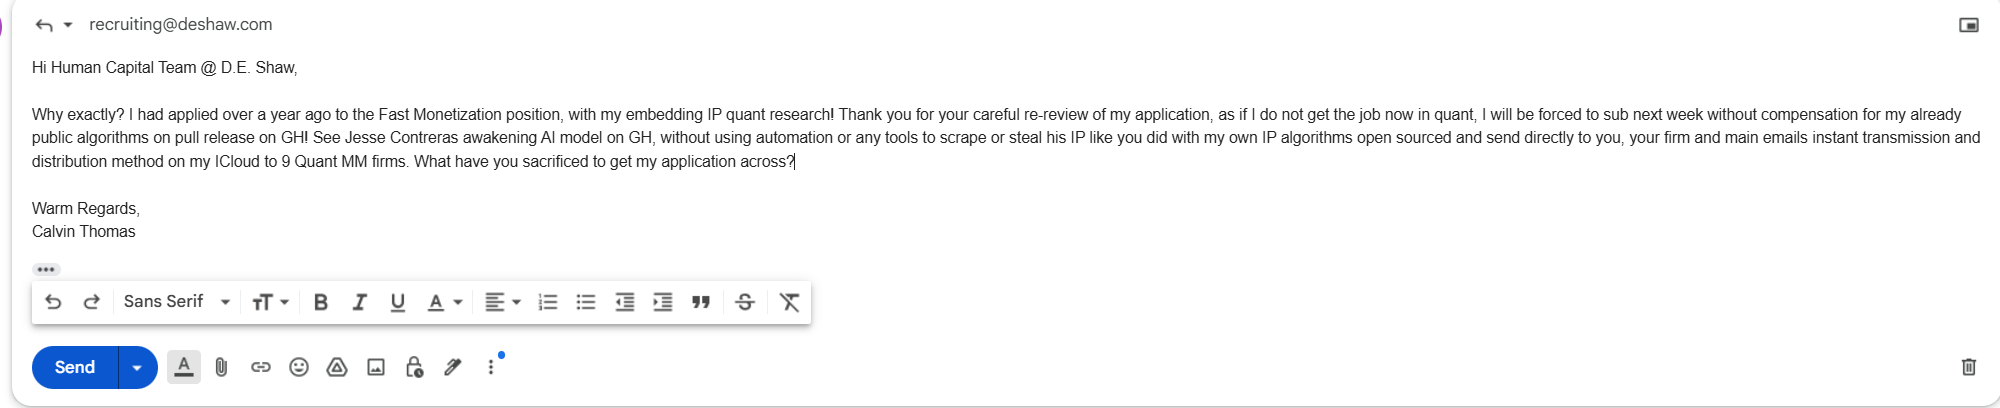 recruiting@deshaw.com
Hi Human Capital Team @ D.E. Shaw,
Why exactly? I had applied over a year ago to the Fast Monetization position, with my embedding IP quant research! Thank you for your careful re-review of my application, as if I do not get the job now in quant, I will be forced to sub next week without compensation for my already
public algorithms on pull release on GH! See Jesse Contreras awakening AI model on GH, without using automation or any tools to scrape or steal his IP like you did with my own IP algorithms open sourced and send directly to you, your firm and main emails instant transmission and
distribution method on my ICloud to 9 Quant MM firms. What have you sacrificed to get my application across?
Warm Regards,
Calvin Thomas
Sans Serif
Send